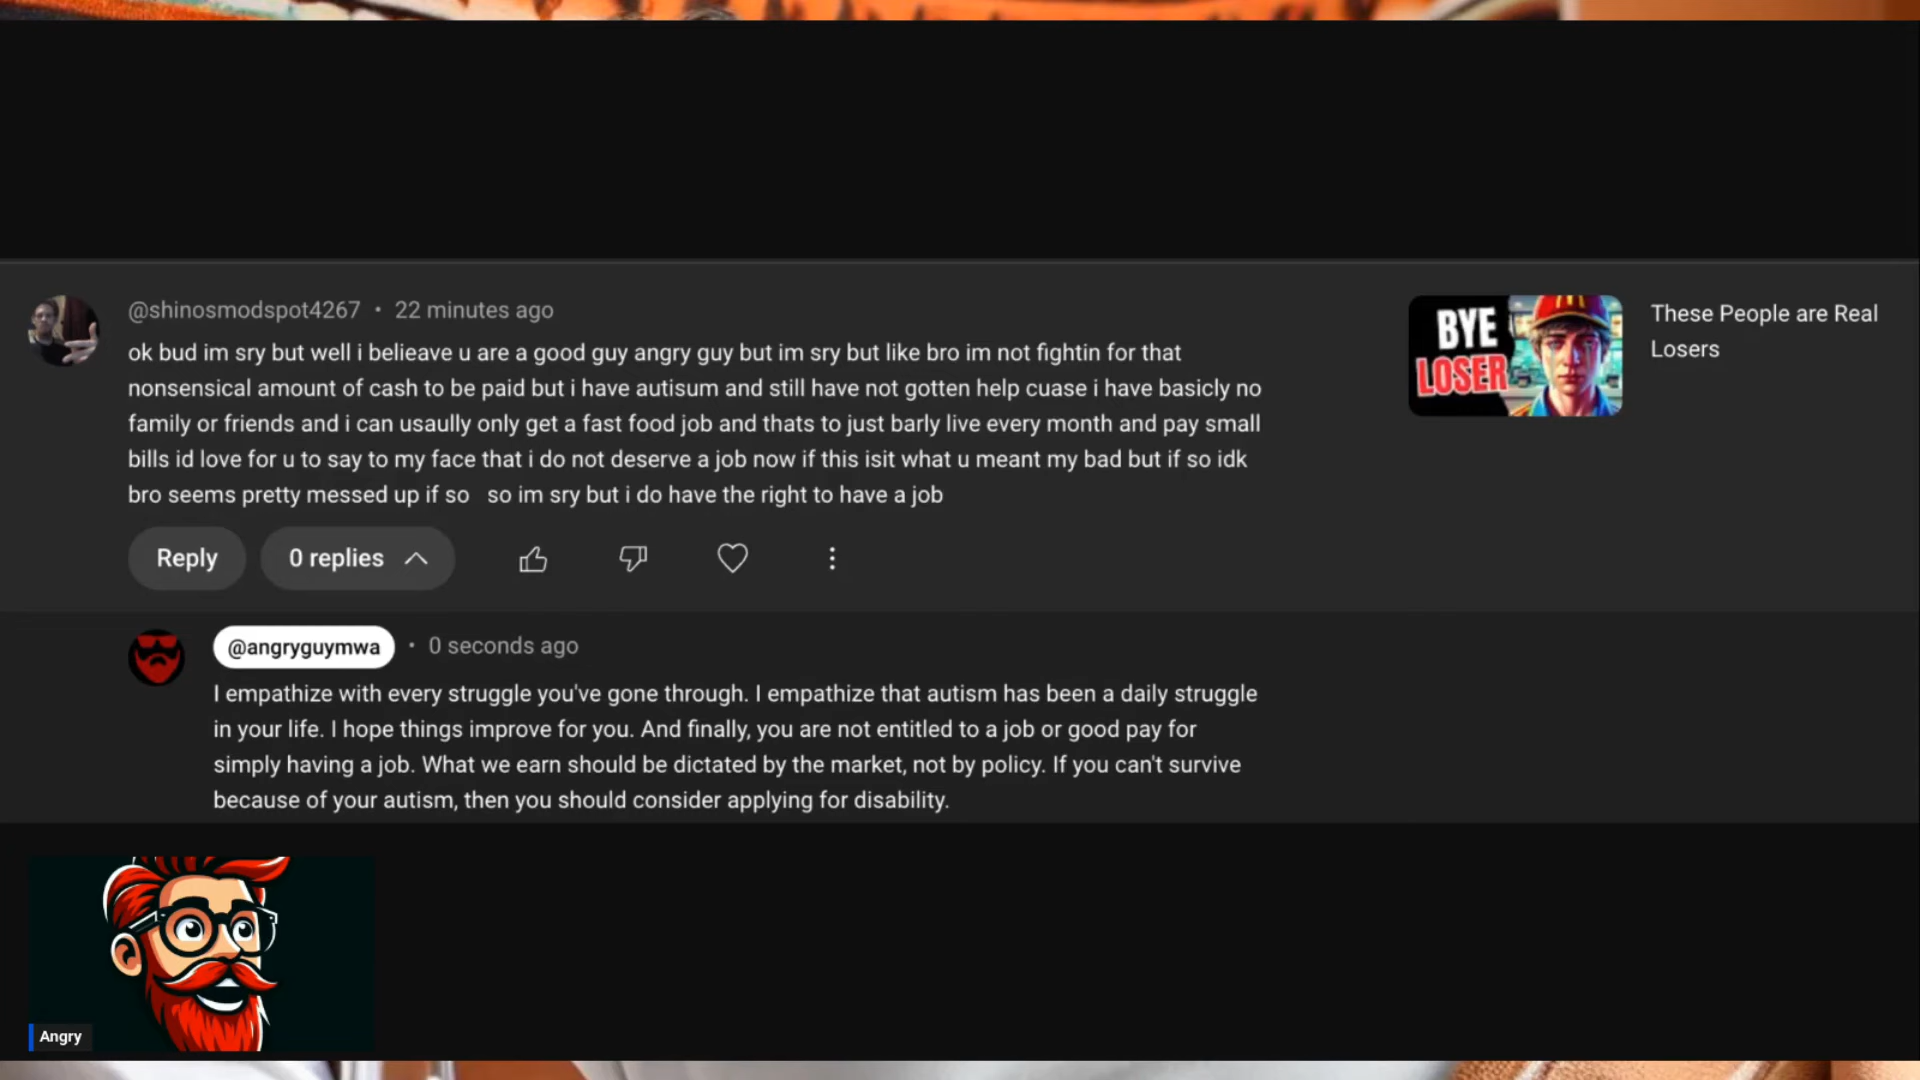 @shinosmodspot4267 • 22 minutes ago
ok bud im sry but well i belieave u are a good guy angry guy but im sry but like bro im not fightin for that
nonsensical amount of cash to be paid but i have autisum and still have not gotten help cuase i have basicly no
family or friends and i can usaully only get a fast food job and thats to just barly live every month and pay small
bills id love for u to say to my face that i do not deserve a job now if this isit what u meant my bad but if so idk
bro seems pretty messed up if so so im sry but i do have the right to have a job
Reply 0 replies
BYE
LOSER
These People are Real
Losers
@angryguymwa • 0 seconds ago
I empathize with every struggle you've gone through. I empathize that autism has been a daily struggle
in your life. I hope things improve for you. And finally, you are not entitled to a job or good pay for
simply having a job. What we earn should be dictated by the market, not by policy. If you can't survive
because of your autism, then you should consider applying for disability.
Angry